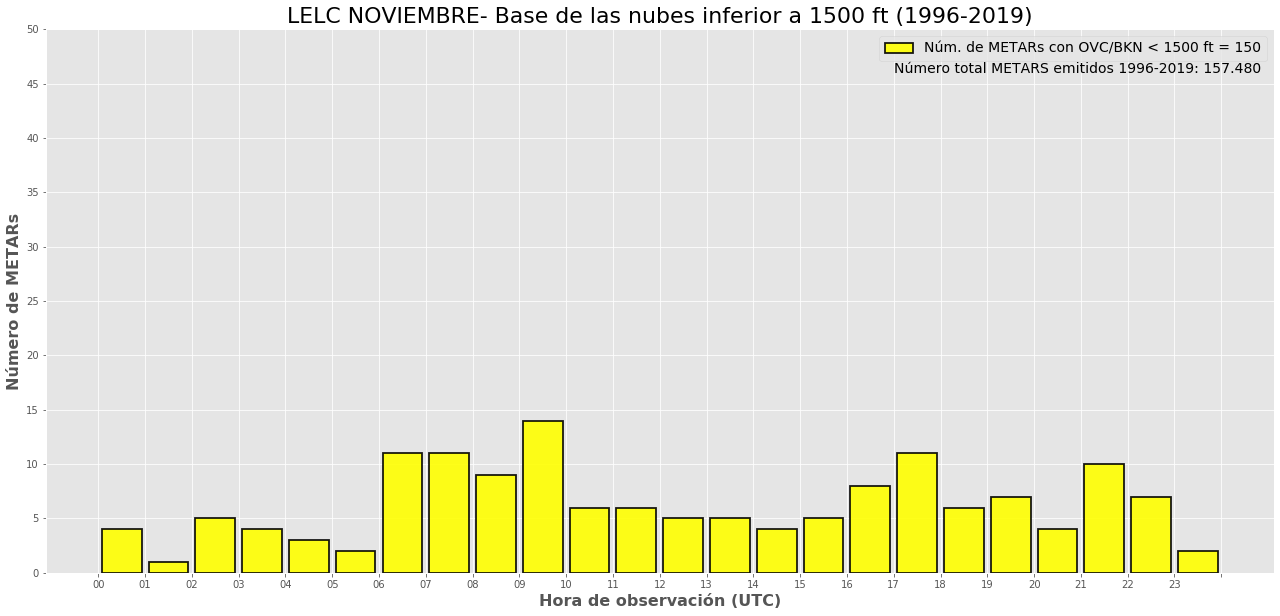 LELC NOVIEMBRE- Base de las nubes inferior a 1500 ft (1996-2019)
Núm. de METARs con OVC/BKN < 1500 ft = 150
Número total METARS emitidos 1996-2019: 157.480
Número de METARs
50
45
40
35
30
25
20
15
10
5
0
00 01 02 03 04 05 06 07 08 09 10 11 12 13 14 15 16 17 18 19 20 21 22 23
Hora de observación (UTC)